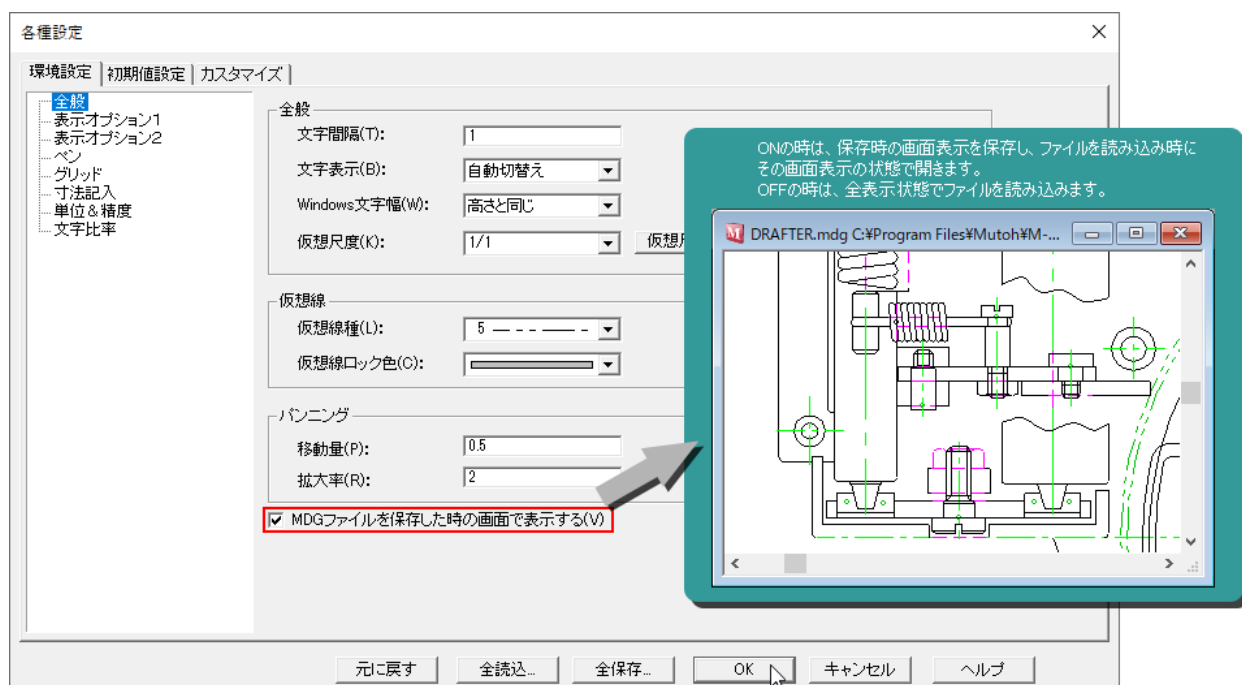 各種設定
環境設定 初期値設定 カスタマイズ
全般
表示オプション1
表示オプション2
ペン
グリッド
寸法記入
単位&精度
文字比率
全般
文字間隔(T): 1
文字表示(B): 自動切替え
Windows文字幅(W): 高さと同じ
仮想尺度(K): 1/1
仮想線
仮想線種(L): 5
仮想線ロック色(C):
パンニング
移動量(P): 0.5
拡大率(R): 2
MDGファイルを保存した時の画面で表示する(V)
ONの時は、保存時の画面表示を保存し、ファイルを読み込み時に
その画面表示の状態で開きます。
OFFの時は、全表示状態でファイルを読み込みます。
DRAFTER.mdg C:¥Program Files¥Mutoh¥M-...
元に戻す 全読込... 全保存... OK キャンセル ヘルプ